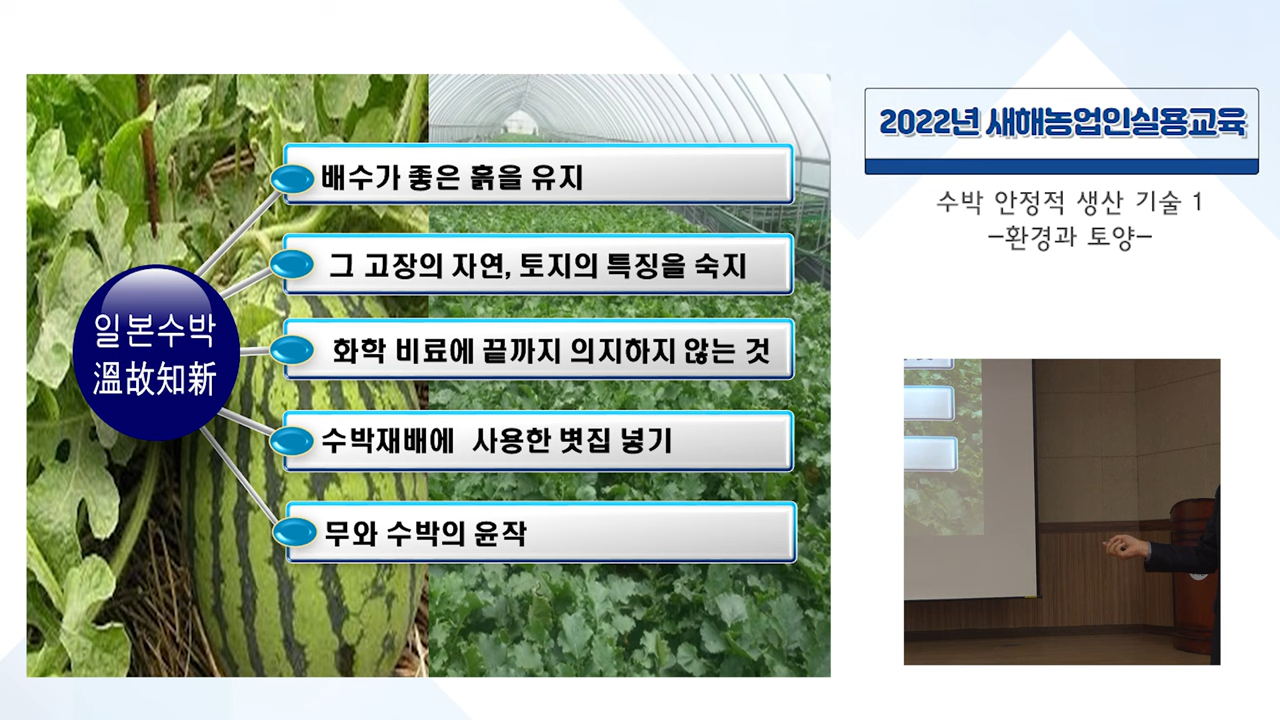 2022년 새해농업인실용교육
수박 안정적 생산 기술 1
-환경과 토양-
일본수박
溫故知新
배수가 좋은 흙을 유지
그 고장의 자연, 토지의 특징을 숙지
화학 비료에 끝까지 의지하지 않는 것
수박재배에 사용한 볏집 넣기
무와 수박의 윤작